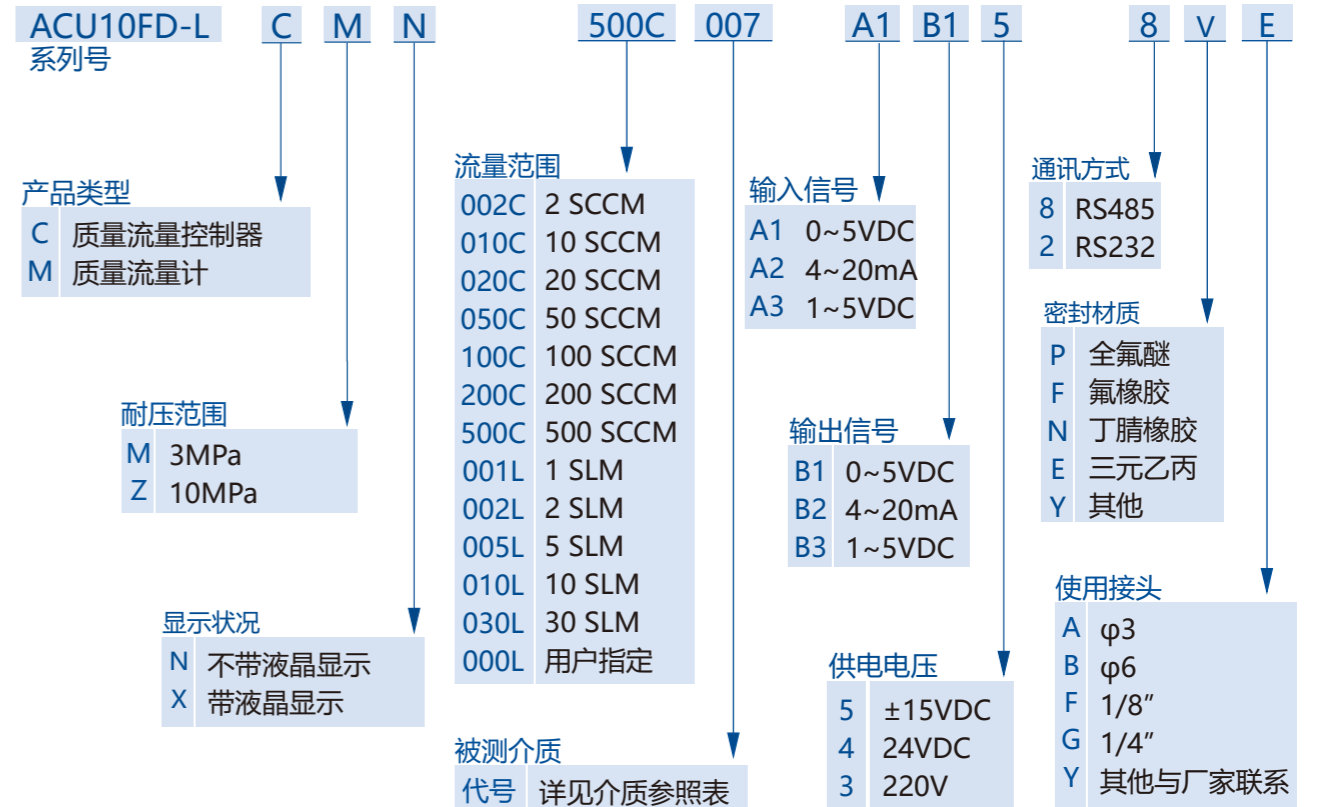 ACU10FD-L C M N 500C 007 A1 B1 5 8 V E
系列号
产品类型
C 质量流量控制器
M 质量流量计
耐压范围
M 3MPa
Z 10MPa
显示状况
N 不带液晶显示
X 带液晶显示
流量范围
002C 2 SCCM
010C 10 SCCM
020C 20 SCCM
050C 50 SCCM
100C 100 SCCM
200C 200 SCCM
500C 500 SCCM
001L 1 SLM
002L 2 SLM
005L 5 SLM
010L 10 SLM
030L 30 SLM
000L 用户指定
被测介质
代号 详见介质参照表
输入信号
A1 0~5VDC
A2 4~20mA
A3 1~5VDC
输出信号
B1 0~5VDC
B2 4~20mA
B3 1~5VDC
供电电压
5 ±15VDC
4 24VDC
3 220V
通讯方式
8 RS485
2 RS232
密封材质
P 全氟醚
F 氟橡胶
N 丁腈橡胶
E 三元乙丙
Y 其他
使用接头
A φ3
B φ6
F 1/8″
G 1/4″
Y 其他与厂家联系